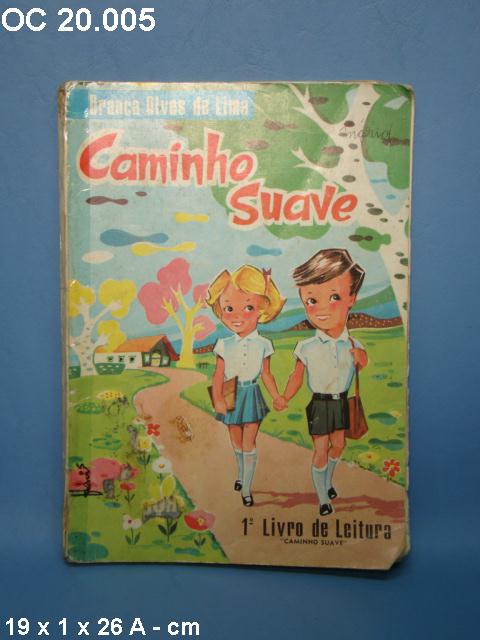 OC 20.005
Branca Alves de Lima
Caminho
Suave
1º Livro de Leitura
"CAMINHO SUAVE"
19 x 1 x 26 A - cm